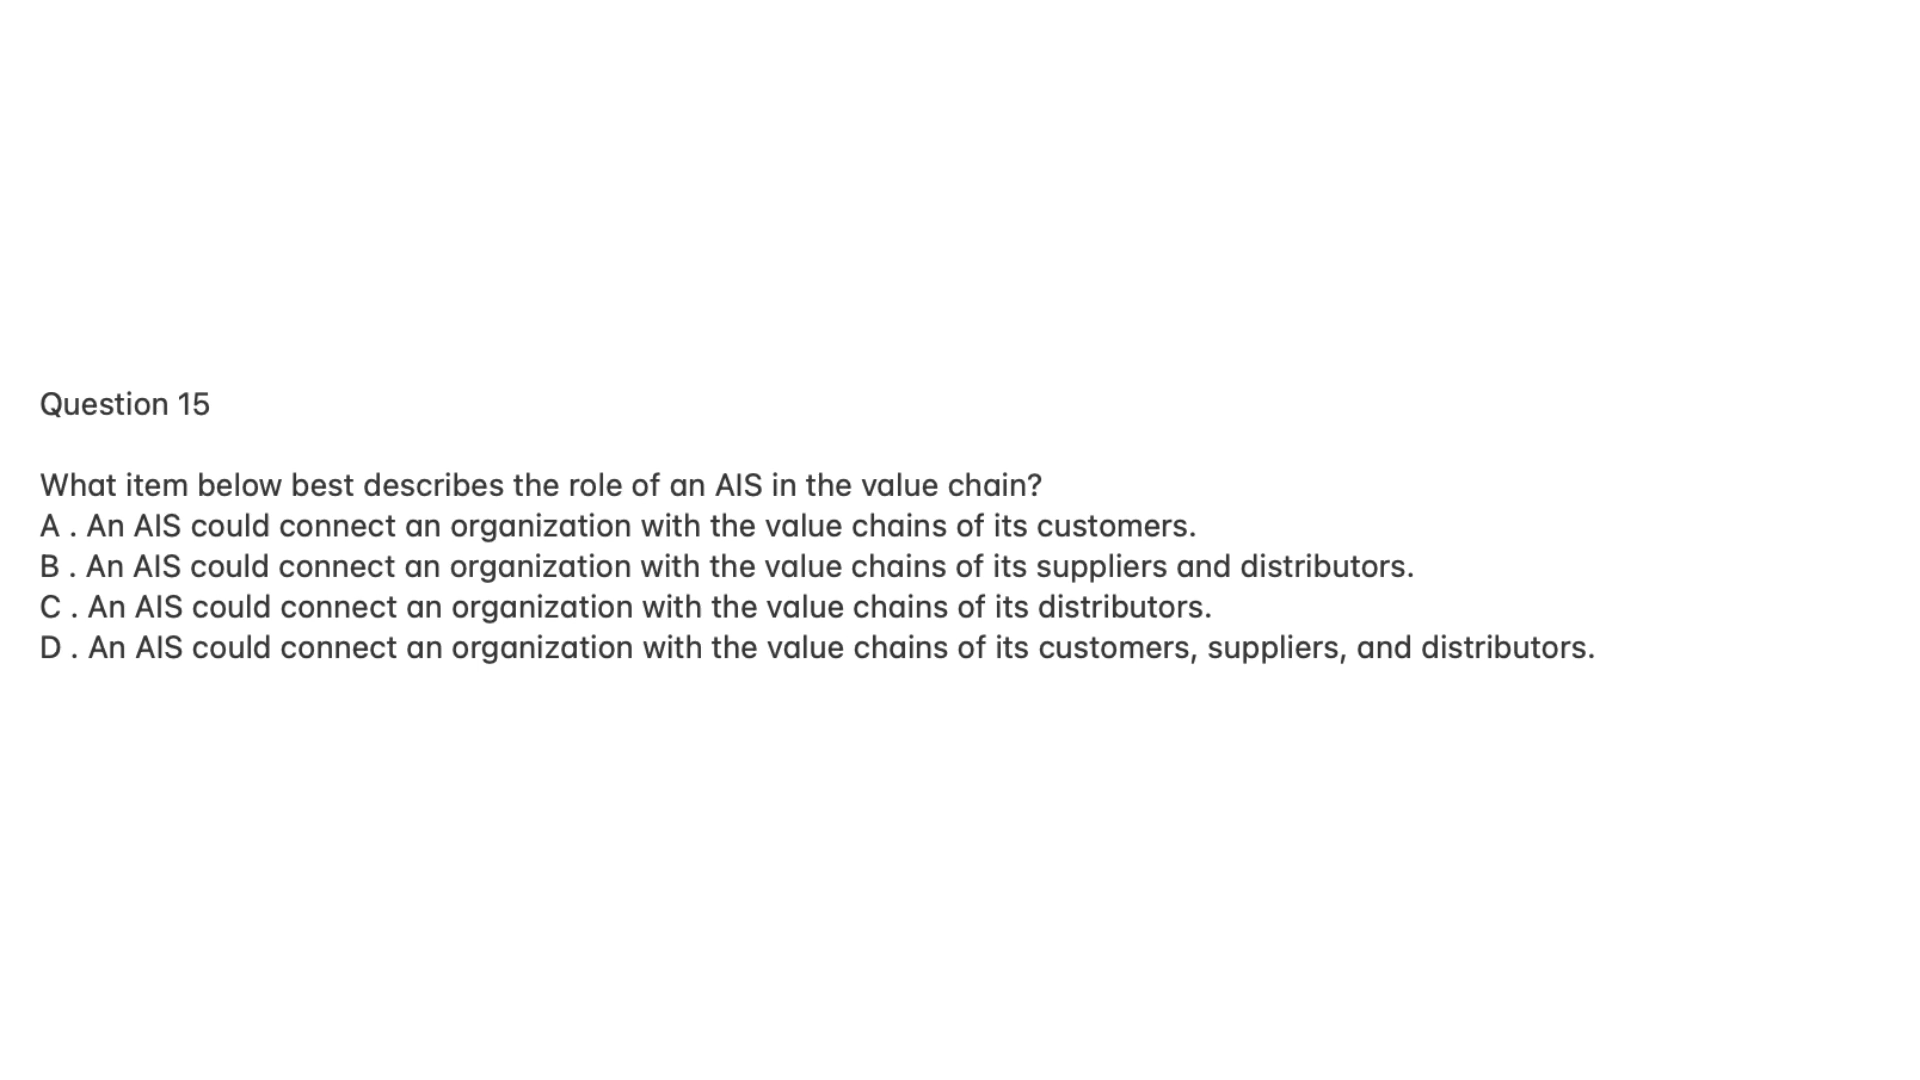 Question 15
What item below best describes the role of an AIS in the value chain?
A . An AIS could connect an organization with the value chains of its customers.
B . An AIS could connect an organization with the value chains of its suppliers and distributors.
C . An AIS could connect an organization with the value chains of its distributors.
D . An AIS could connect an organization with the value chains of its customers, suppliers, and distributors.